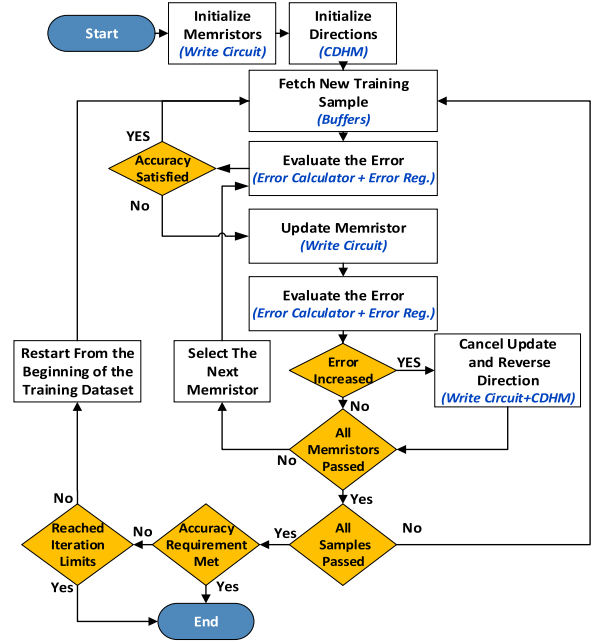 Start
Initialize
Memristors
(Write Circuit)
Initialize
Directions
(CDHM)
Fetch New Training
Sample
(Buffers)
YES
Accuracy
Satisfied
No
Evaluate the Error
(Error Calculator + Error Reg.)
Update Memristor
(Write Circuit)
Evaluate the Error
(Error Calculator + Error Reg.)
Restart From the
Beginning of the
Training Dataset
Select The
Next
Memristor
Error
Increased
YES
No
Cancel Update
and Reverse
Direction
(Write Circuit+CDHM)
All
Memristors
Passed
No
Yes
All
Samples
Passed
No
Yes
Accuracy
Requirement
Met
No
Yes
Reached
Iteration
Limits
No
Yes
End